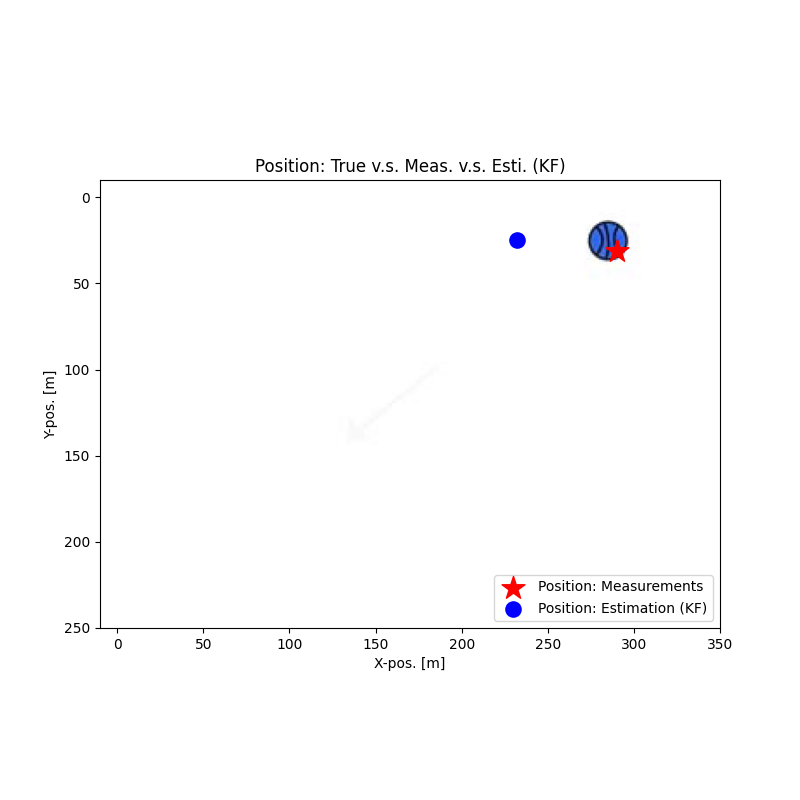 Position: True v.s. Meas. v.s. Esti. (KF)
0
50
100
150
200
250
Y-pos. [m]
0
50
100
150
200
250
300
350
X-pos. [m]
Position: Measurements
Position: Estimation (KF)